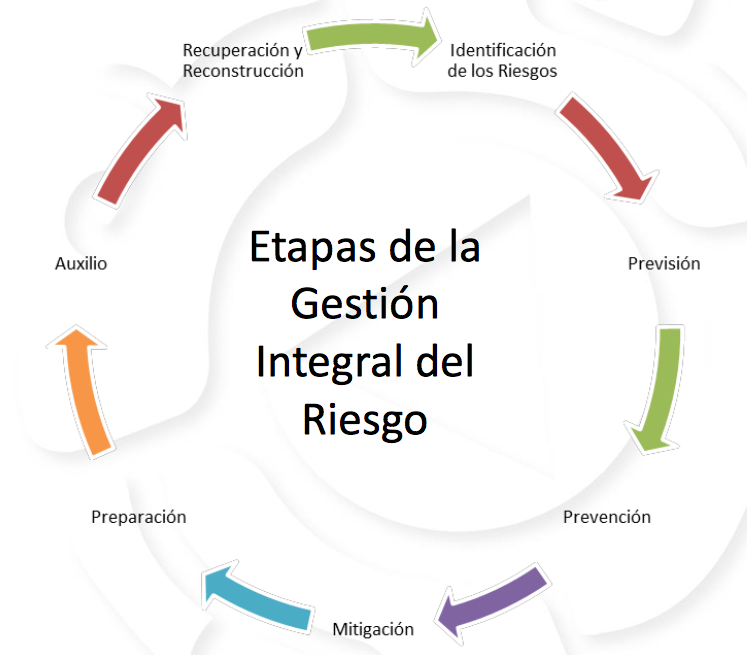 Recuperación y
Reconstrucción
Identificación
de los Riesgos
Previsión
Prevención
Mitigación
Preparación
Auxilio
Etapas de la
Gestión
Integral del
Riesgo